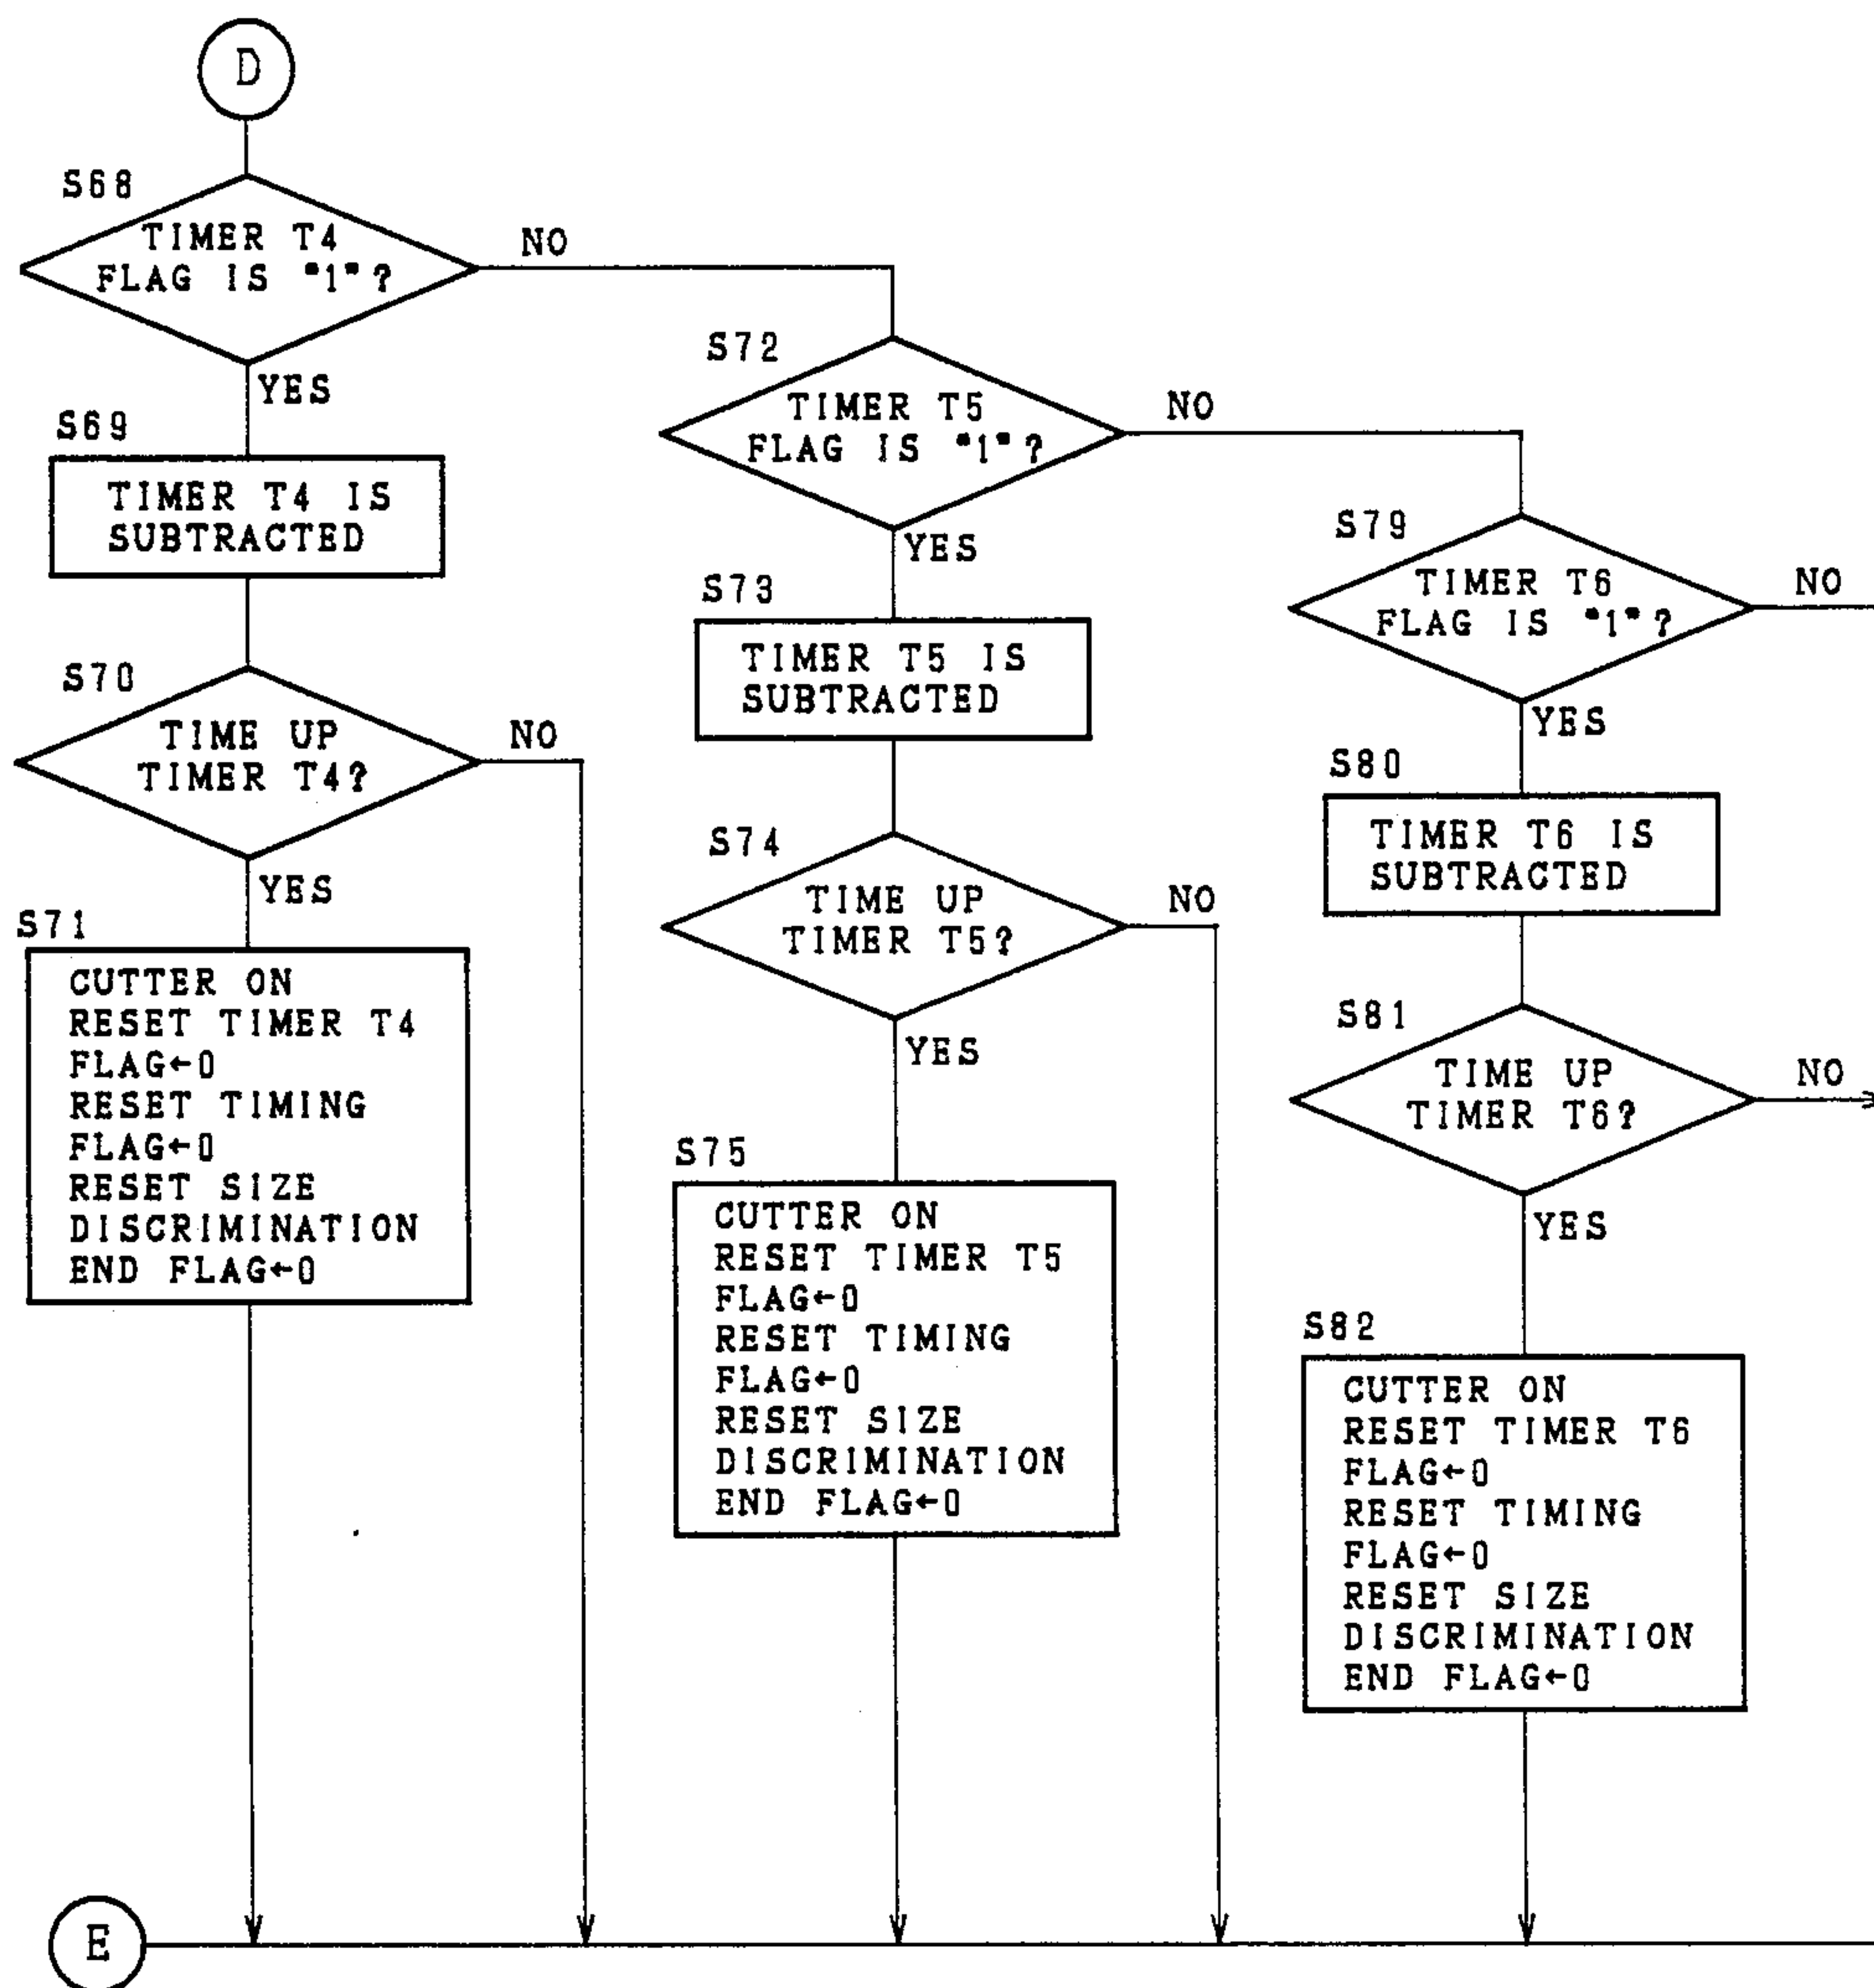 D
S68
TIMER T4
FLAG IS "1"?
NO
YES
S69
TIMER T4 IS
SUBTRACTED
S70
TIME UP
TIMER T4?
NO
YES
S71
CUTTER ON
RESET TIMER T4
FLAG←0
RESET TIMING
FLAG←0
RESET SIZE
DISCRIMINATION
END FLAG←0
S72
TIMER T5
FLAG IS "1"?
NO
YES
S73
TIMER T5 IS
SUBTRACTED
S74
TIME UP
TIMER T5?
NO
YES
S75
CUTTER ON
RESET TIMER T5
FLAG←0
RESET TIMING
FLAG←0
RESET SIZE
DISCRIMINATION
END FLAG←0
S79
TIMER T6
FLAG IS "1"?
NO
YES
S80
TIMER T6 IS
SUBTRACTED
S81
TIME UP
TIMER T6?
NO
YES
S82
CUTTER ON
RESET TIMER T6
FLAG←0
RESET TIMING
FLAG←0
RESET SIZE
DISCRIMINATION
END FLAG←0
E